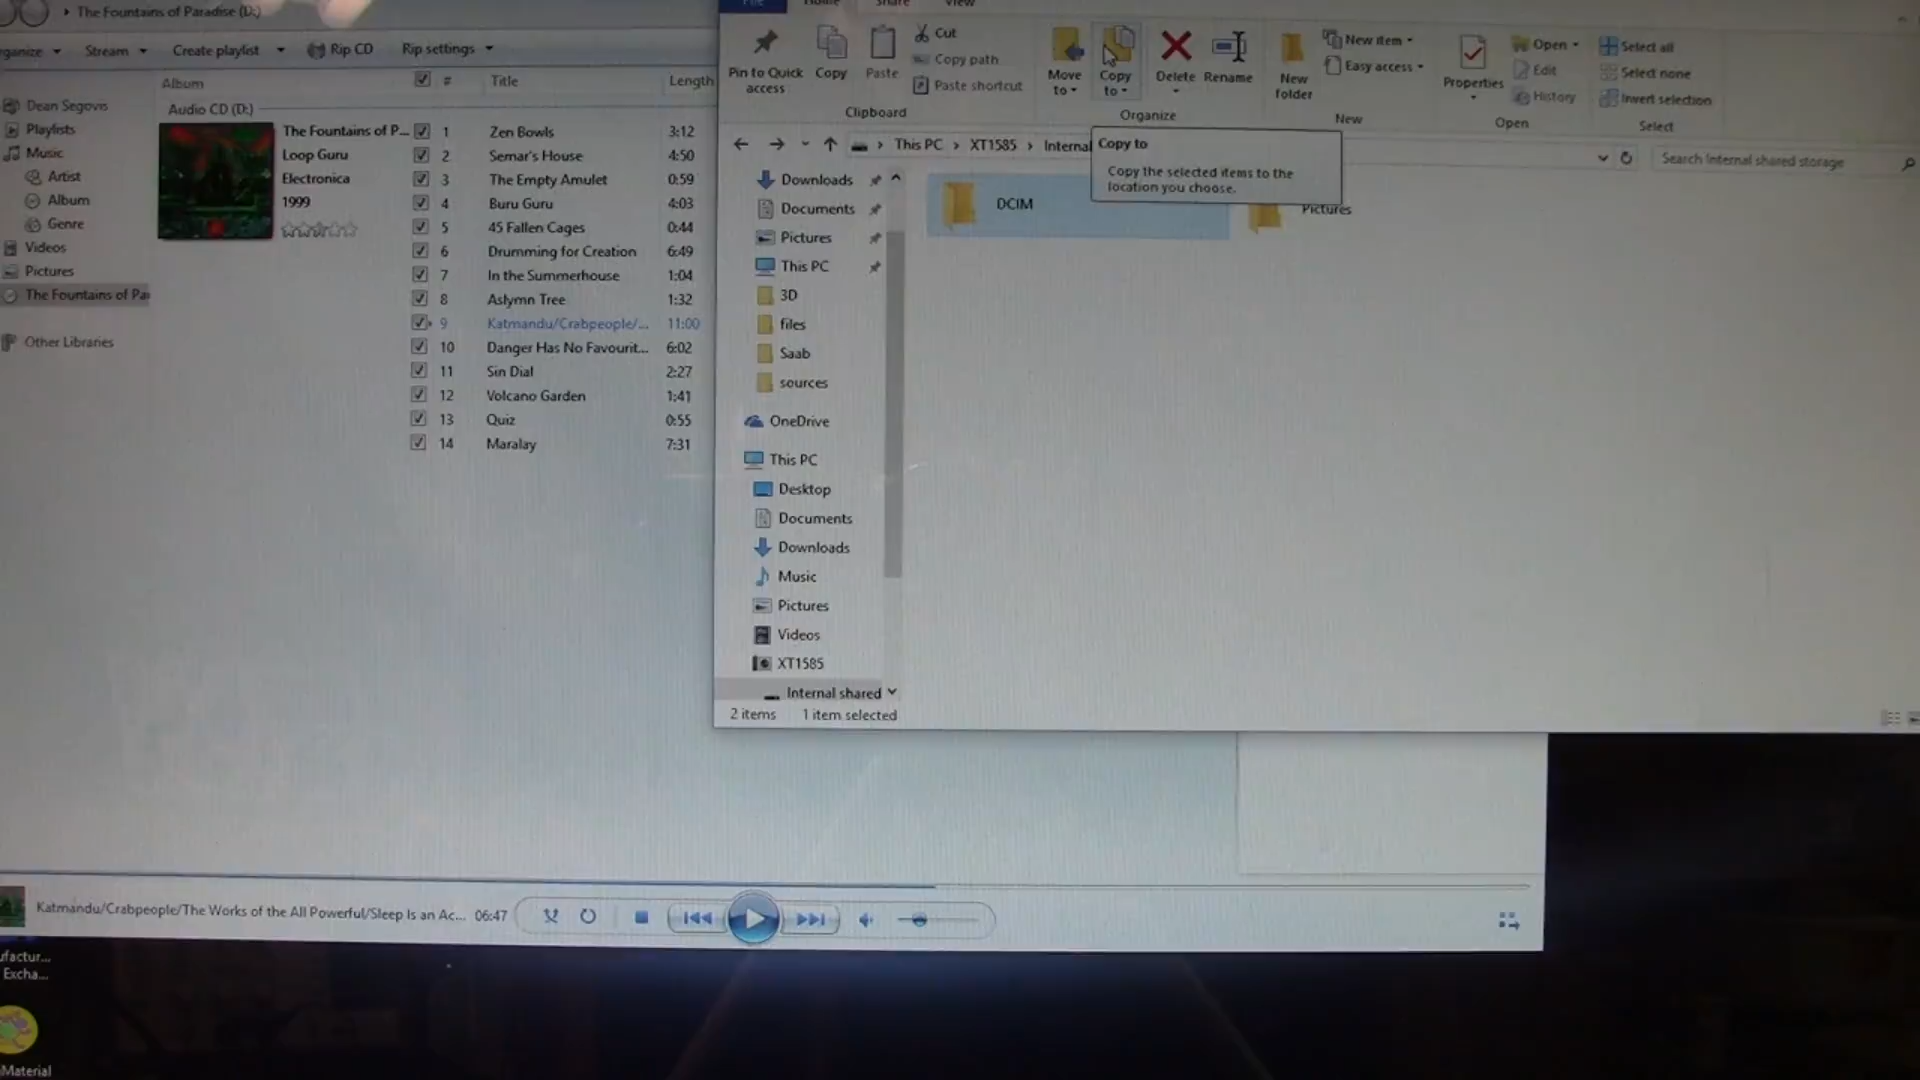 The Fountains of Paradise (D:)
Stream
Create playlist
Rip CD
Rip settings
Album
#
Title
Length
Dean Segovis
Playlists
Music
Artist
Album
Genre
Videos
Pictures
The Fountains of Pa
Other Libraries
Audio CD (D:)
The Fountains of P...
Loop Guru
Electronica
1999
1 Zen Bowls 3:12
2 Semar's House 4:50
3 The Empty Amulet 0:59
4 Buru Guru 4:03
5 45 Fallen Cages 0:44
6 Drumming for Creation 6:49
7 In the Summerhouse 1:04
8 Aslymn Tree 1:32
9 Katmandu/Crabpeople/... 11:00
10 Danger Has No Favourit... 6:02
11 Sin Dial 2:27
12 Volcano Garden 1:41
13 Quiz 0:55
14 Maralay 7:31
File
Home
Share
View
Pin to Quick access
Copy
Paste
Cut
Copy path
Paste shortcut
Clipboard
Move to
Copy to
Delete
Rename
Organize
New folder
New item
Easy access
New
Properties
Open
Edit
History
Open
Select all
Select none
Invert selection
Select
This PC
XT1585
Interna
Search Internal shared storage
Copy to
Copy the selected items to the
location you choose.
Downloads
Documents
Pictures
This PC
3D
files
Saab
sources
OneDrive
This PC
Desktop
Documents
Downloads
Music
Pictures
Videos
XT1585
Internal shared
DCIM
Pictures
2 items
1 item selected
Katmandu/Crabpeople/The Works of the All Powerful/Sleep Is an Ac...
06:47
ufactur...
Excha...
Material